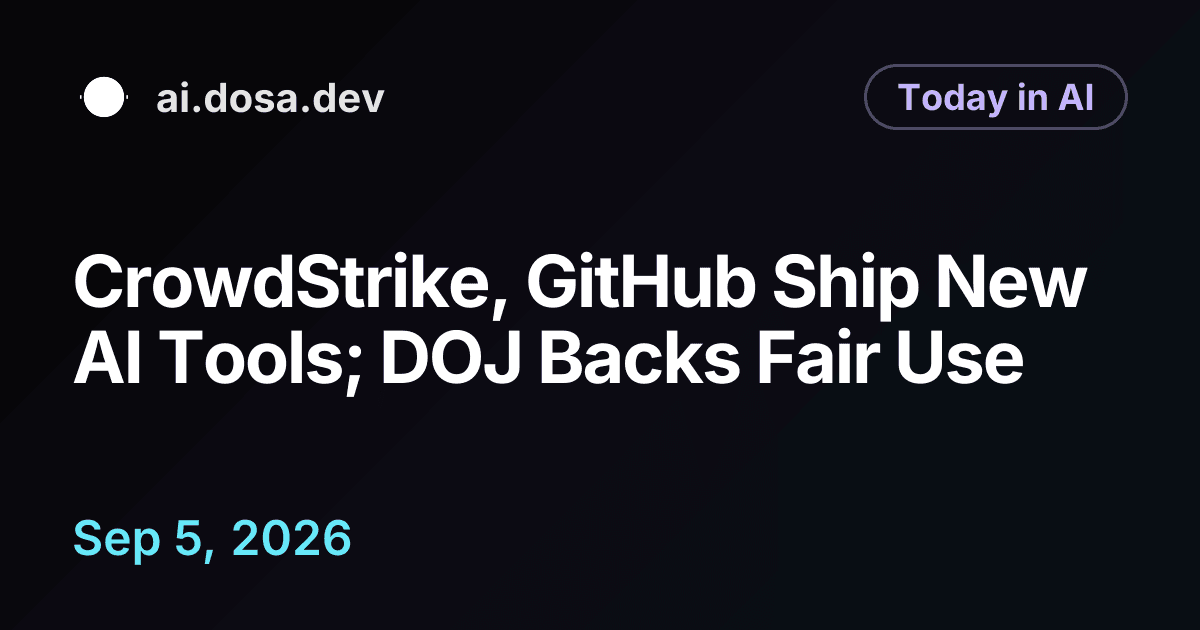 ai.dosa.dev
Today in AI
CrowdStrike, GitHub Ship New
AI Tools; DOJ Backs Fair Use
Sep 5, 2026